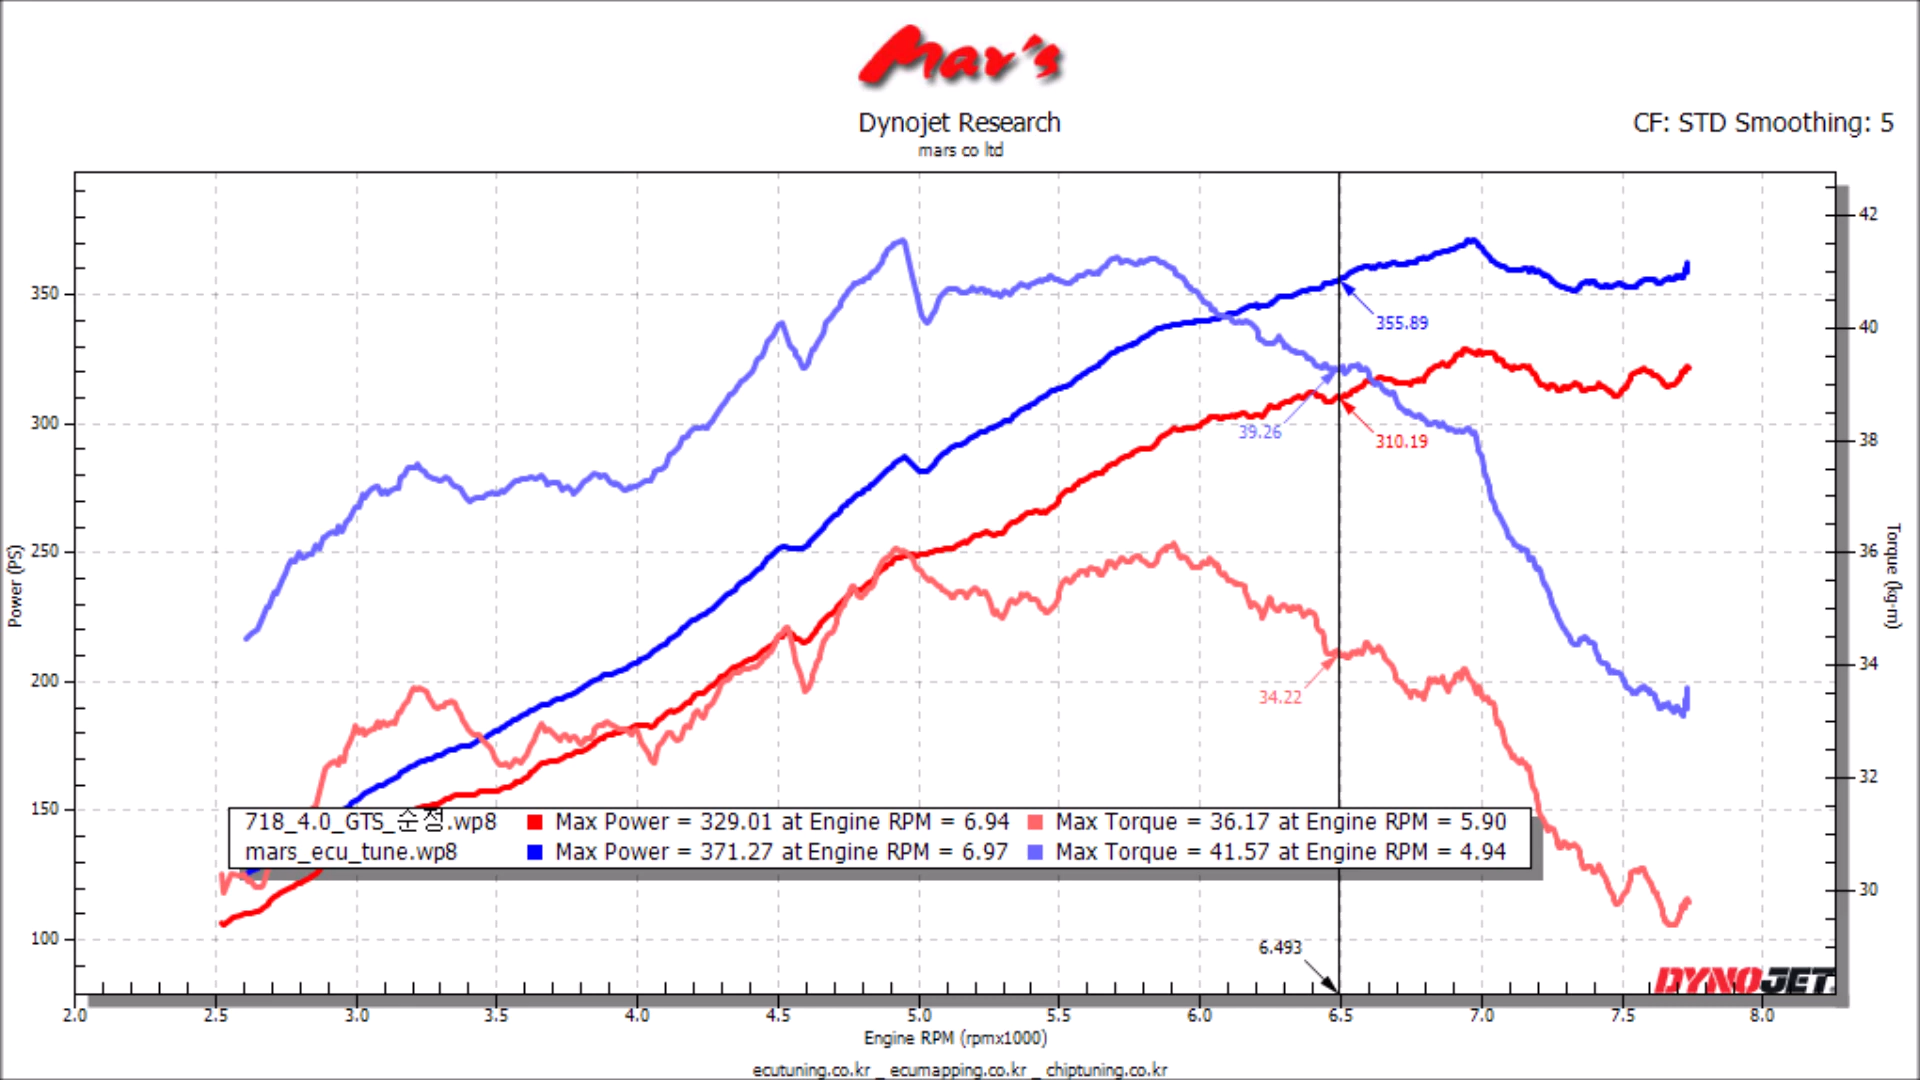 Mar's
Dynojet Research
CF: STD Smoothing: 5
mars co ltd
350
300
250
200
150
100
Power (PS)
42
40
38
36
34
32
30
Torque (kg-m)
355.89
39.26
310.19
34.22
718_4.0_GTS_순정.wp8 Max Power = 329.01 at Engine RPM = 6.94 Max Torque = 36.17 at Engine RPM = 5.90
mars_ecu_tune.wp8 Max Power = 371.27 at Engine RPM = 6.97 Max Torque = 41.57 at Engine RPM = 4.94
6.493
DYNOJET
2.0 2.5 3.0 3.5 4.0 4.5 5.0 5.5 6.0 6.5 7.0 7.5 8.0
Engine RPM (rpmx1000)
ecutuning.co.kr _ ecumapping.co.kr _ chiptuning.co.kr